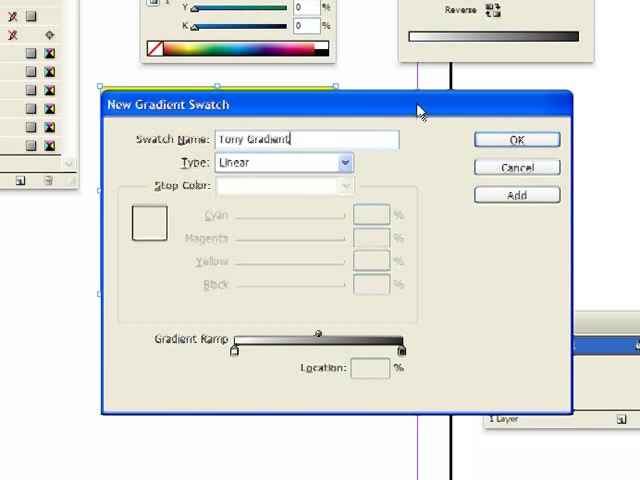 Y 0 %
K 0 %
Reverse
New Gradient Swatch
Swatch Name: Tony Gradient
OK
Type: Linear
Cancel
Stop Color:
Add
Cyan %
Magenta %
Yellow %
Black %
Gradient Ramp
Location: %
1 Layer